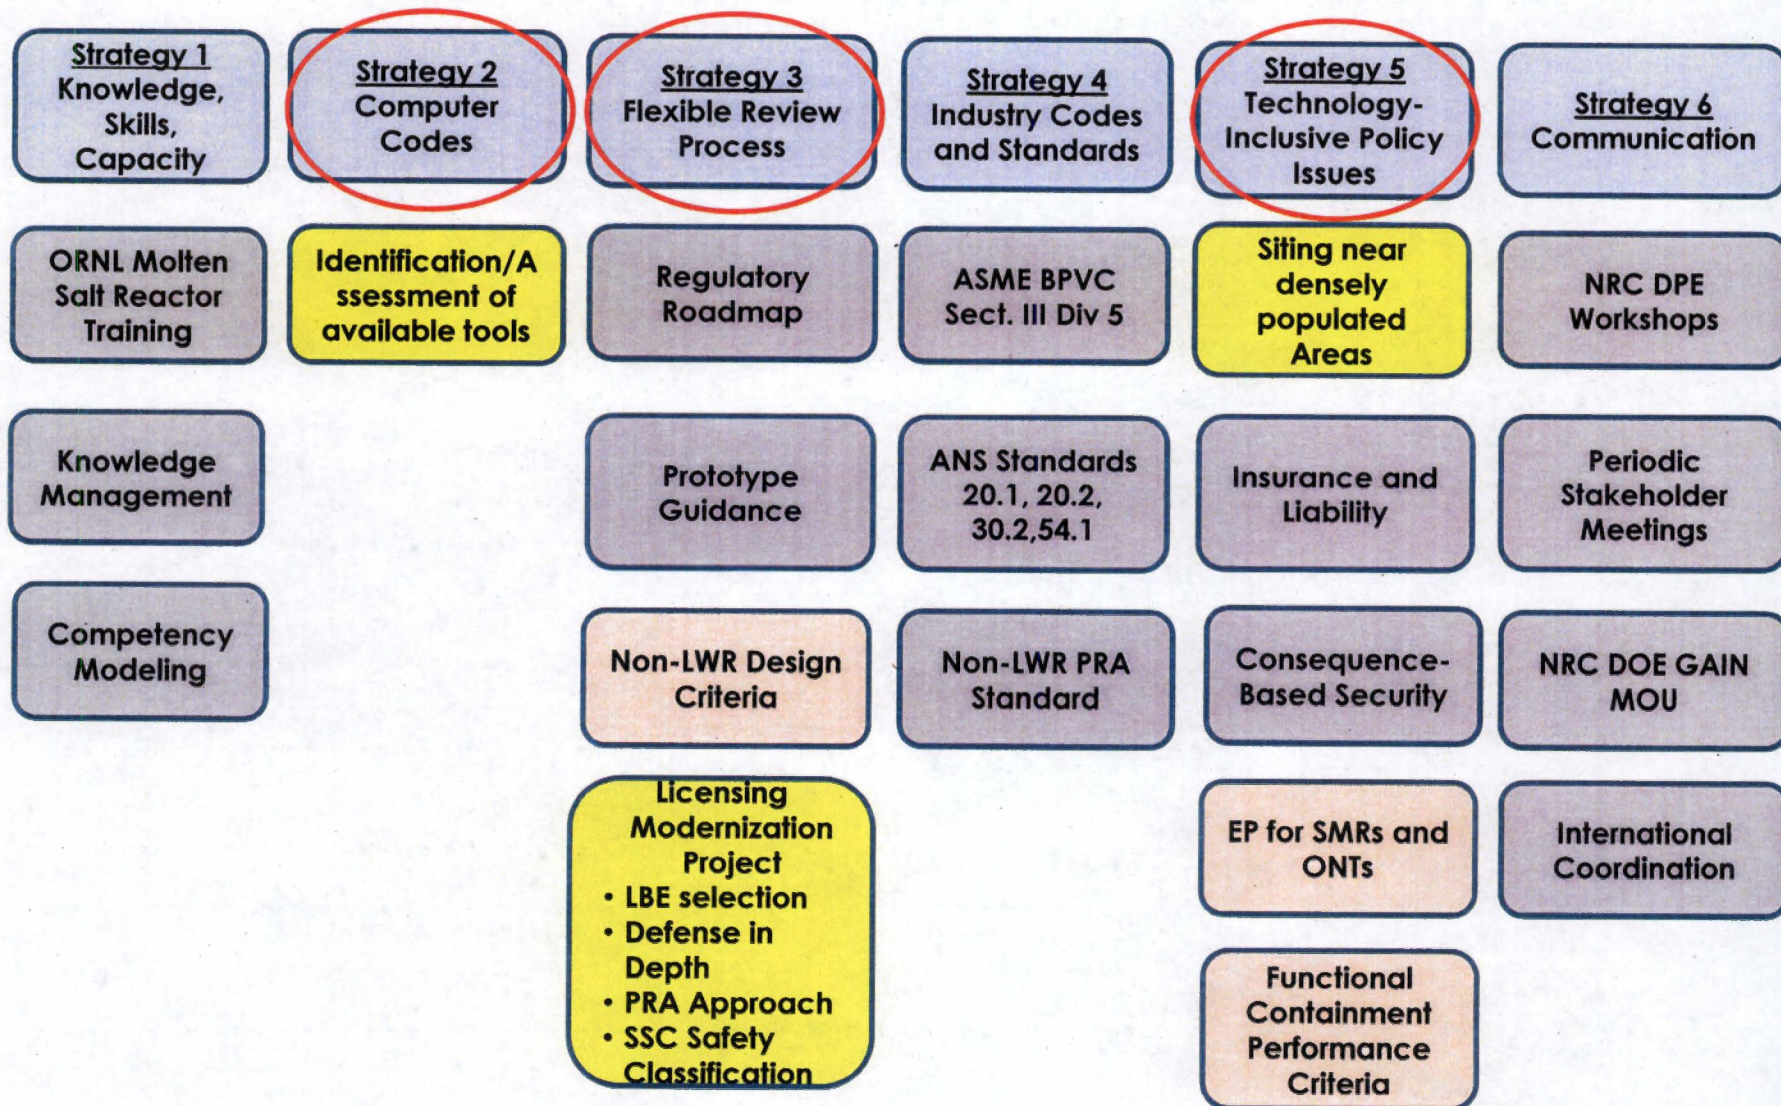 Strategy 1
Knowledge,
Skills,
Capacity
Strategy 2
Computer
Codes
Strategy 3
Flexible Review
Process
Strategy 4
Industry Codes
and Standards
Strategy 5
Technology-
Inclusive Policy
Issues
Strategy 6
Communication
ORNL Molten
Salt Reactor
Training
Identification/A
ssessment of
available tools
Regulatory
Roadmap
ASME BPVC
Sect. III Div 5
Siting near
densely
populated
Areas
NRC DPE
Workshops
Knowledge
Management
Prototype
Guidance
ANS Standards
20.1, 20.2,
30.2,54.1
Insurance and
Liability
Periodic
Stakeholder
Meetings
Competency
Modeling
Non-LWR Design
Criteria
Non-LWR PRA
Standard
Consequence-
Based Security
NRC DOE GAIN
MOU
Licensing
Modernization
Project
• LBE selection
• Defense in
Depth
• PRA Approach
• SSC Safety
Classification
EP for SMRs and
ONTs
International
Coordination
Functional
Containment
Performance
Criteria